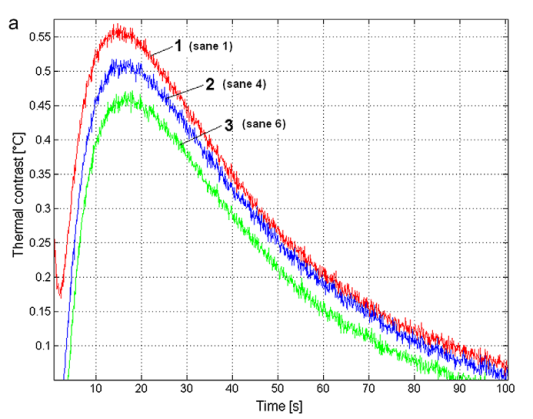 a
0.55
0.5
0.45
0.4
0.35
0.3
0.25
0.2
0.15
0.1
Thermal contrast [°C]
1 (sane 1)
2 (sane 4)
3 (sane 6)
10 20 30 40 50 60 70 80 90 100
Time [s]